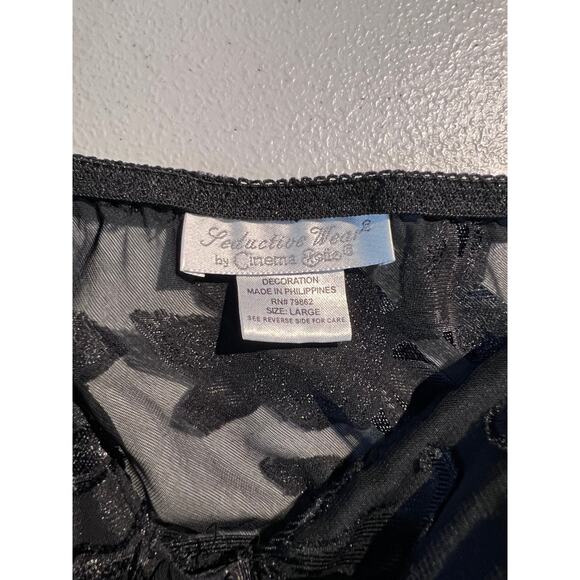 Seductive Wear®
by Cinema Etoile®
DECORATION
MADE IN PHILIPPINES
RN# 79862
SIZE: LARGE
SEE REVERSE SIDE FOR CARE